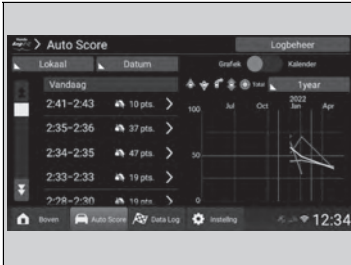 Auto Score Logbeheer
Lokaal Datum Grafiek Kalender
Vandaag Total 1year
2:41–2:43 10 pts.
2:35–2:36 37 pts.
2:34–2:35 47 pts.
2:33–2:33 19 pts.
2:28–2:30 19 pts.
2022
100 Jul Oct Jan Apr
50
0
Boven Auto Score Data Log Instelling 12:34